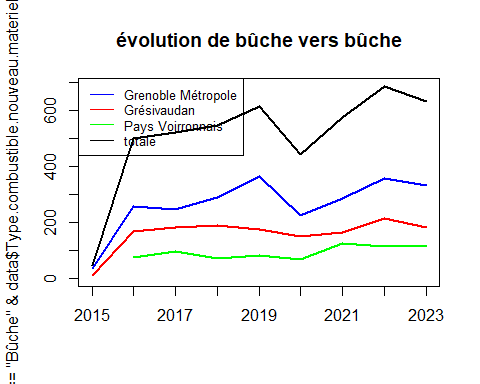 évolution de bûche vers bûche
:= "Bûche" & data$Type.combustible.nouveau.materiel
600
400
200
0
Grenoble Métropole
Grésivaudan
Pays Voironnais
totale
2015
2017
2019
2021
2023